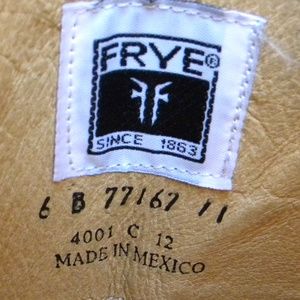 FRYE®
SINCE 1863
6 B 77167 11
4001 C 12
MADE IN MEXICO